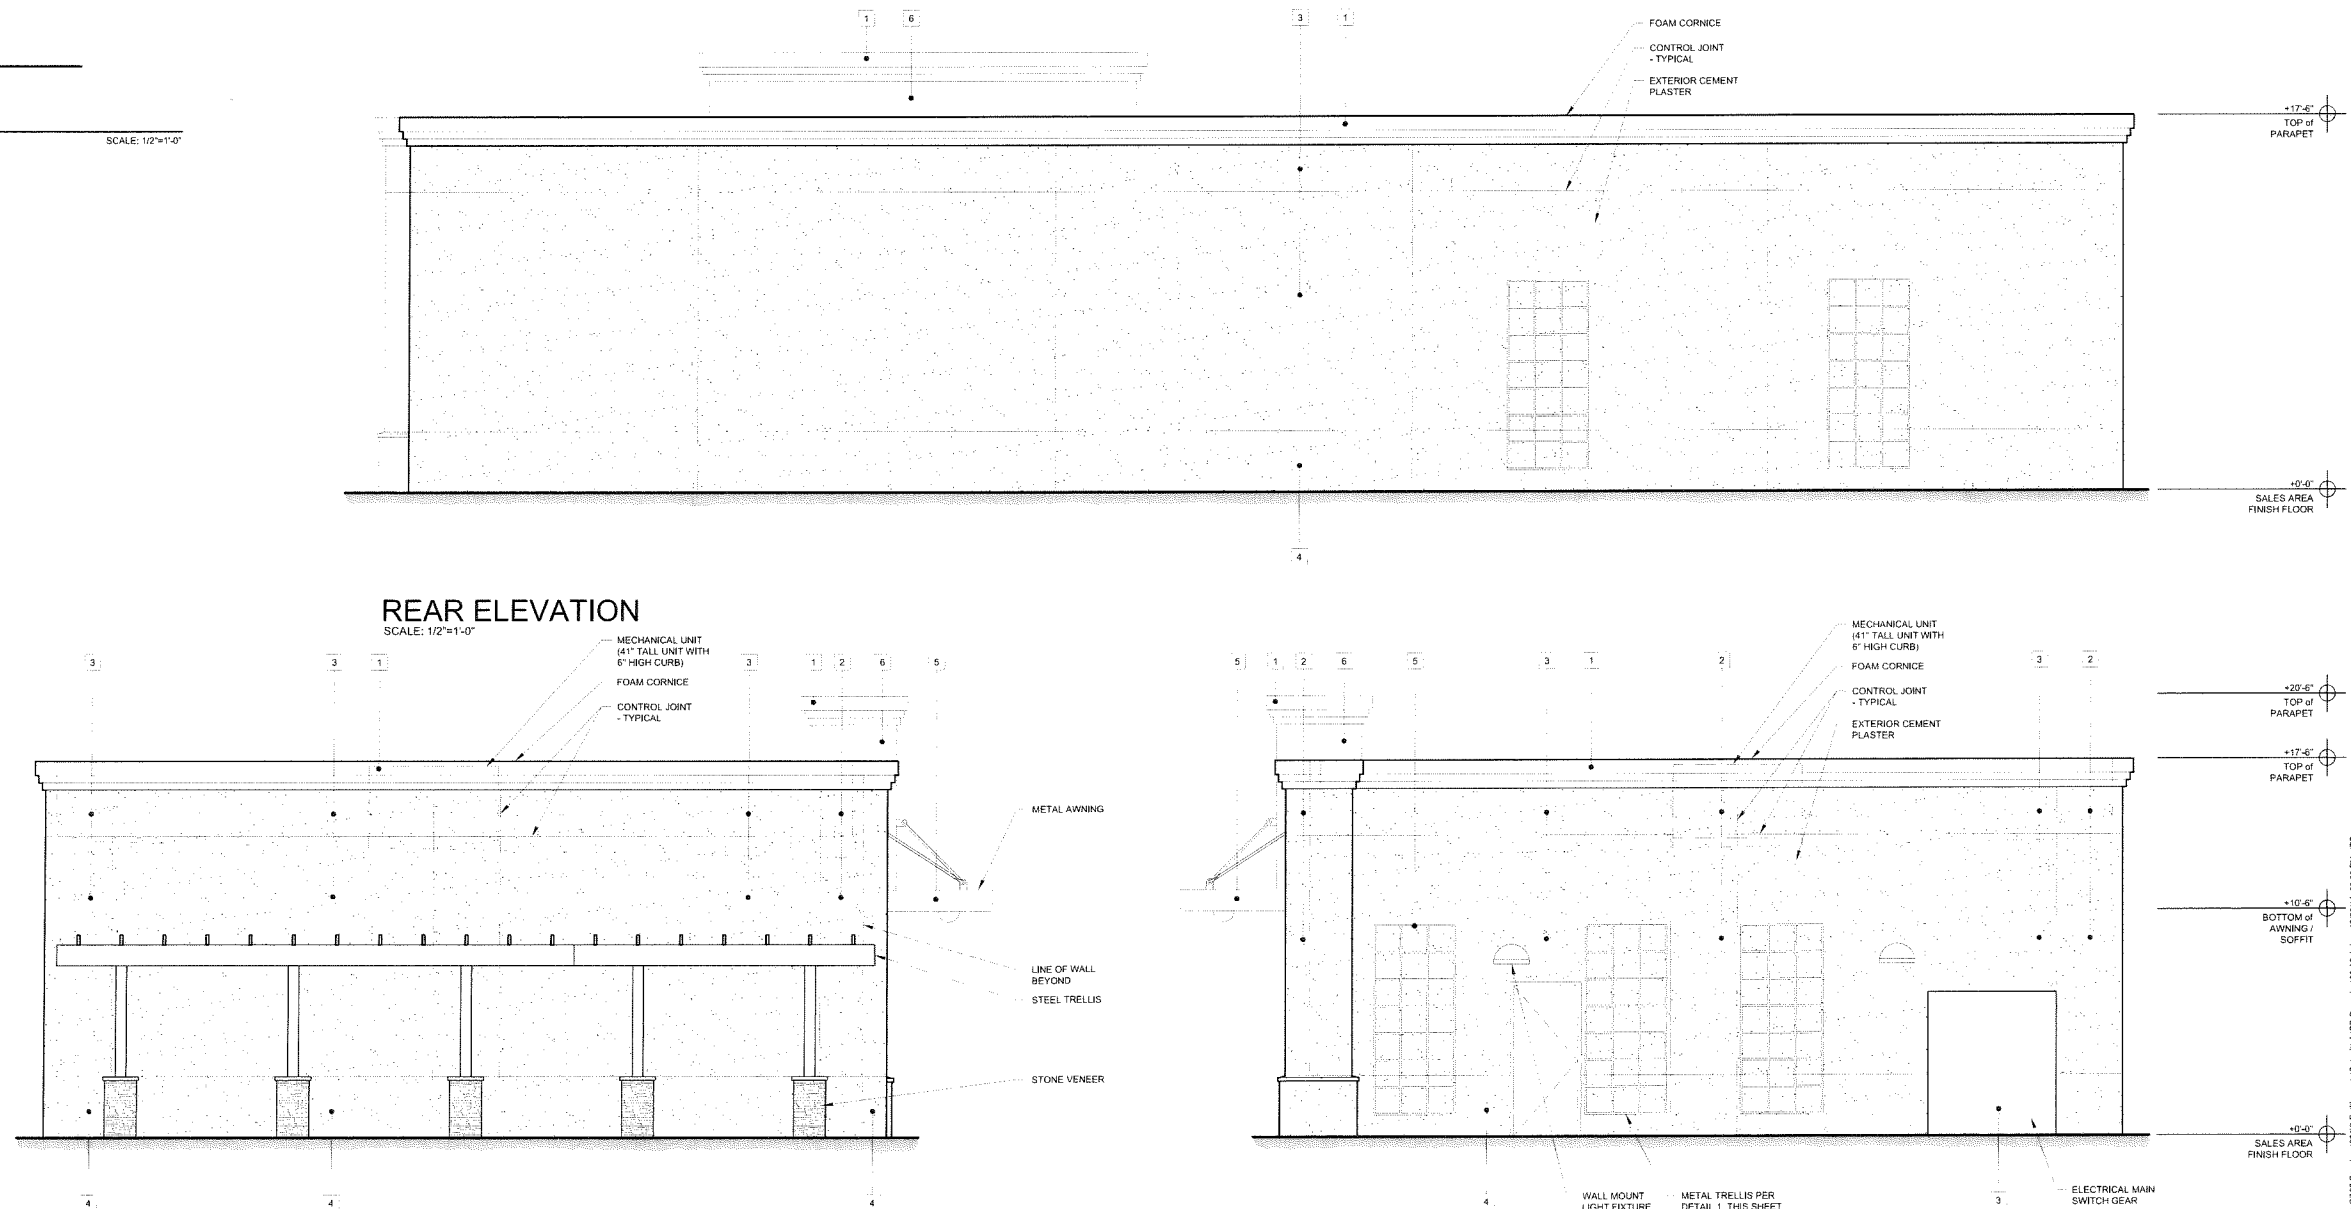 SCALE: 1/2"=1'-0"
1
6
3
1
FOAM CORNICE
CONTROL JOINT
- TYPICAL
EXTERIOR CEMENT
PLASTER
+17'-6"
TOP of
PARAPET
+0'-0"
SALES AREA
FINISH FLOOR
4
REAR ELEVATION
SCALE: 1/2"=1'-0"
3
3
1
MECHANICAL UNIT
(41" TALL UNIT WITH
6" HIGH CURB)
FOAM CORNICE
CONTROL JOINT
- TYPICAL
3
1
2
6
5
METAL AWNING
LINE OF WALL
BEYOND
STEEL TRELLIS
STONE VENEER
4
4
4
5
1
2
6
5
3
1
2
MECHANICAL UNIT
(41" TALL UNIT WITH
6" HIGH CURB)
FOAM CORNICE
CONTROL JOINT
- TYPICAL
EXTERIOR CEMENT
PLASTER
3
2
+20'-6"
TOP of
PARAPET
+17'-6"
TOP of
PARAPET
+10'-6"
BOTTOM of
AWNING /
SOFFIT
+0'-0"
SALES AREA
FINISH FLOOR
4
WALL MOUNT
LIGHT FIXTURE
METAL TRELLIS PER
DETAIL 1, THIS SHEET
3
ELECTRICAL MAIN
SWITCH GEAR